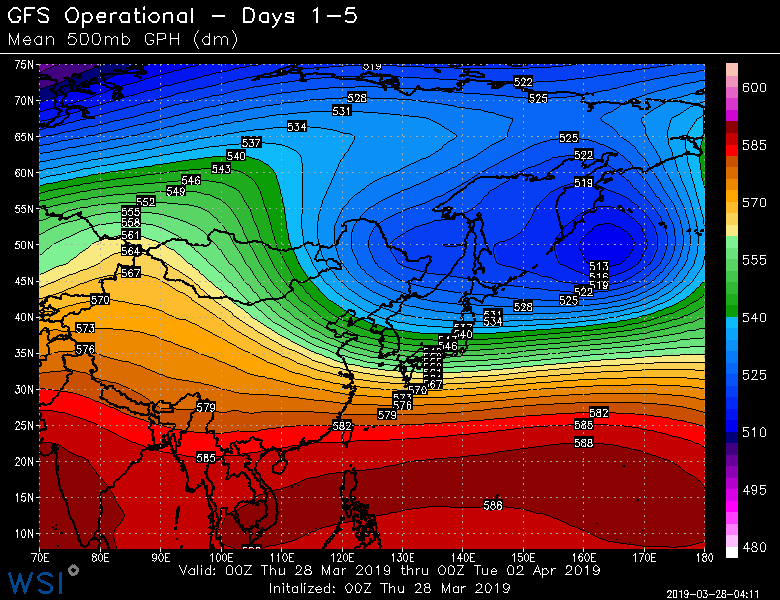 GFS Operational – Days 1–5
Mean 500mb GPH (dm)
75N 519
70N 522 525 528 531 600
65N 534 525 585
60N 537 540 543 546 549 522 519 570
55N 552 555 558 561
50N 564 555
45N 567 513 516 519 522 525 540
40N 570 528 531 534 537 540
35N 573 576 546 525
30N 567 570 573 576 579
25N 579 582 582 585 588 510
20N 585 495
15N 588
10N 480
70E 80E 90E 100E 110E 120E 130E 140E 150E 160E 170E 180
Valid: 00Z Thu 28 Mar 2019 thru 00Z Tue 02 Apr 2019
Initalized: 00Z Thu 28 Mar 2019
WSI
2019-03-28-04:11